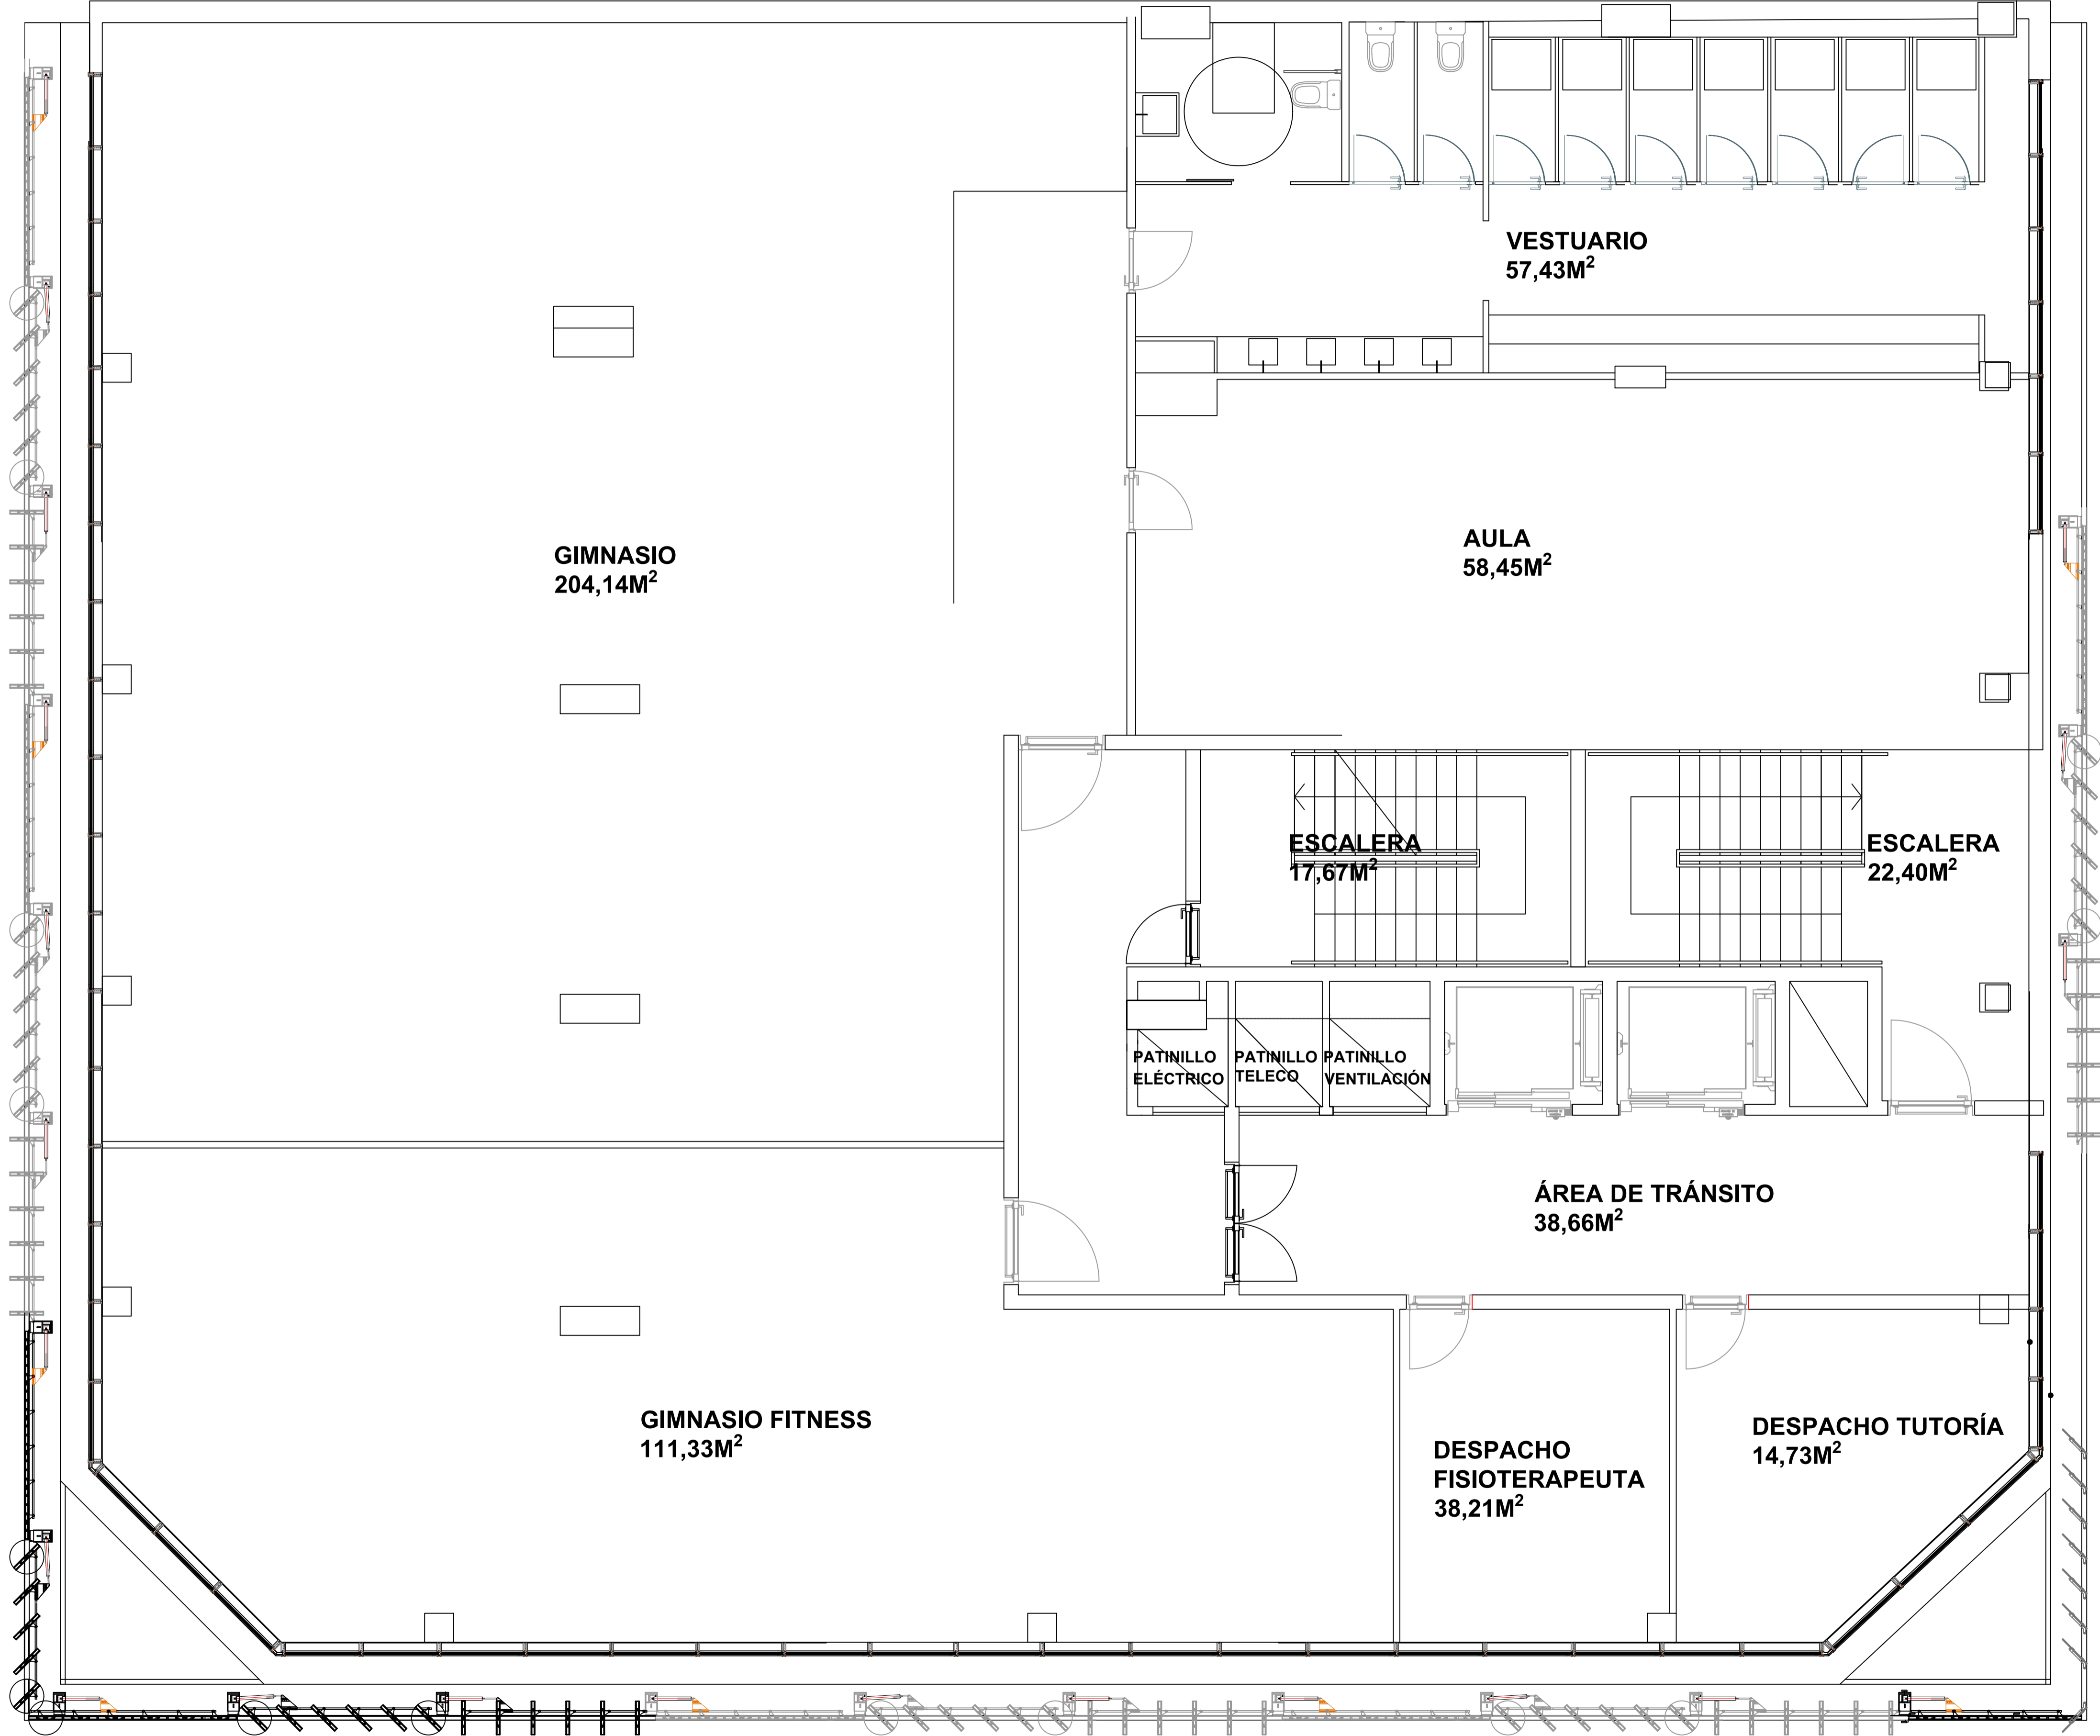 VESTUARIO
57,43M²
GIMNASIO
204,14M²
AULA
58,45M²
ESCALERA
17,67M²
ESCALERA
22,40M²
PATINILLO
ELÉCTRICO
PATINILLO
TELECO
PATINILLO
VENTILACIÓN
ÁREA DE TRÁNSITO
38,66M²
GIMNASIO FITNESS
111,33M²
DESPACHO
FISIOTERAPEUTA
38,21M²
DESPACHO TUTORÍA
14,73M²